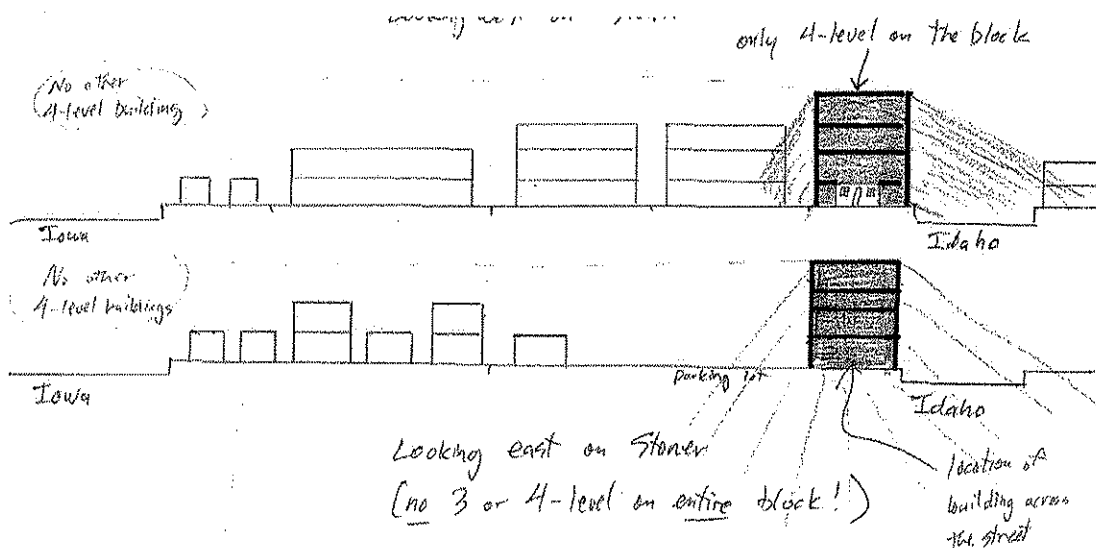 only 4-level on the block
No other
4-level building
Iowa
Idaho
No other
4-level buildings
Iowa
parking lot
Idaho
Looking east on Stoner
(no 3 or 4-level on entire block!)
location of
building across
the street